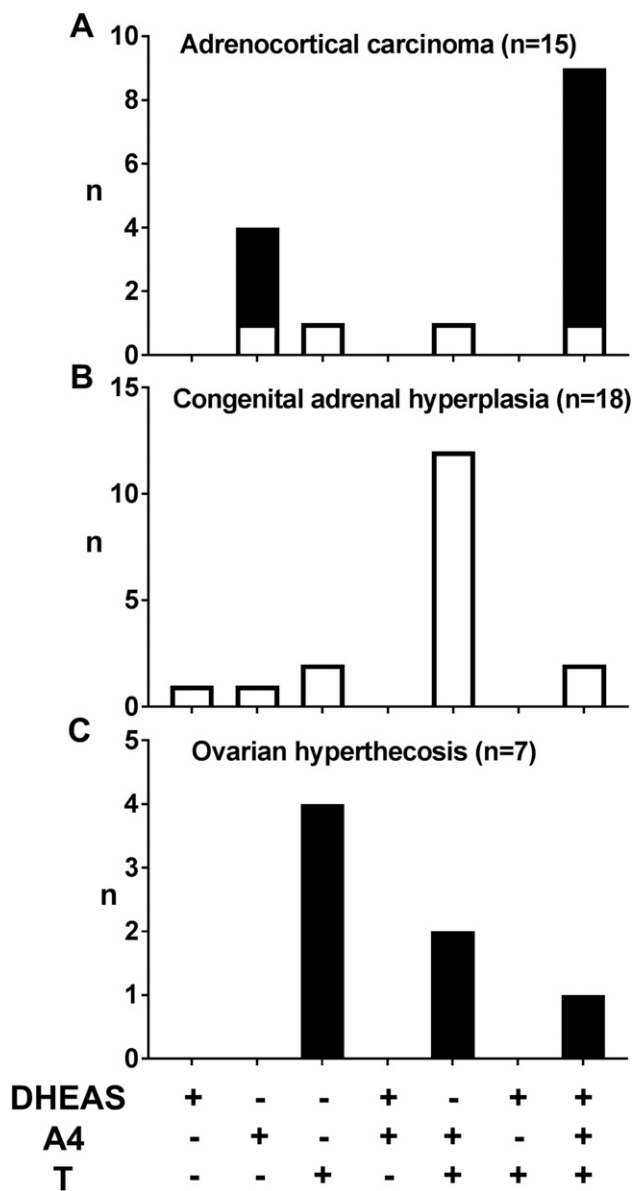 A
Adrenocortical carcinoma (n=15)
10
8
6
n
4
2
0
B
Congenital adrenal hyperplasia (n=18)
15
10
n
5
0
C
Ovarian hyperthecosis (n=7)
5
4
3
n
2
1
0
DHEAS + - - + - + +
A4 - + - + + - +
T - - + - + + +